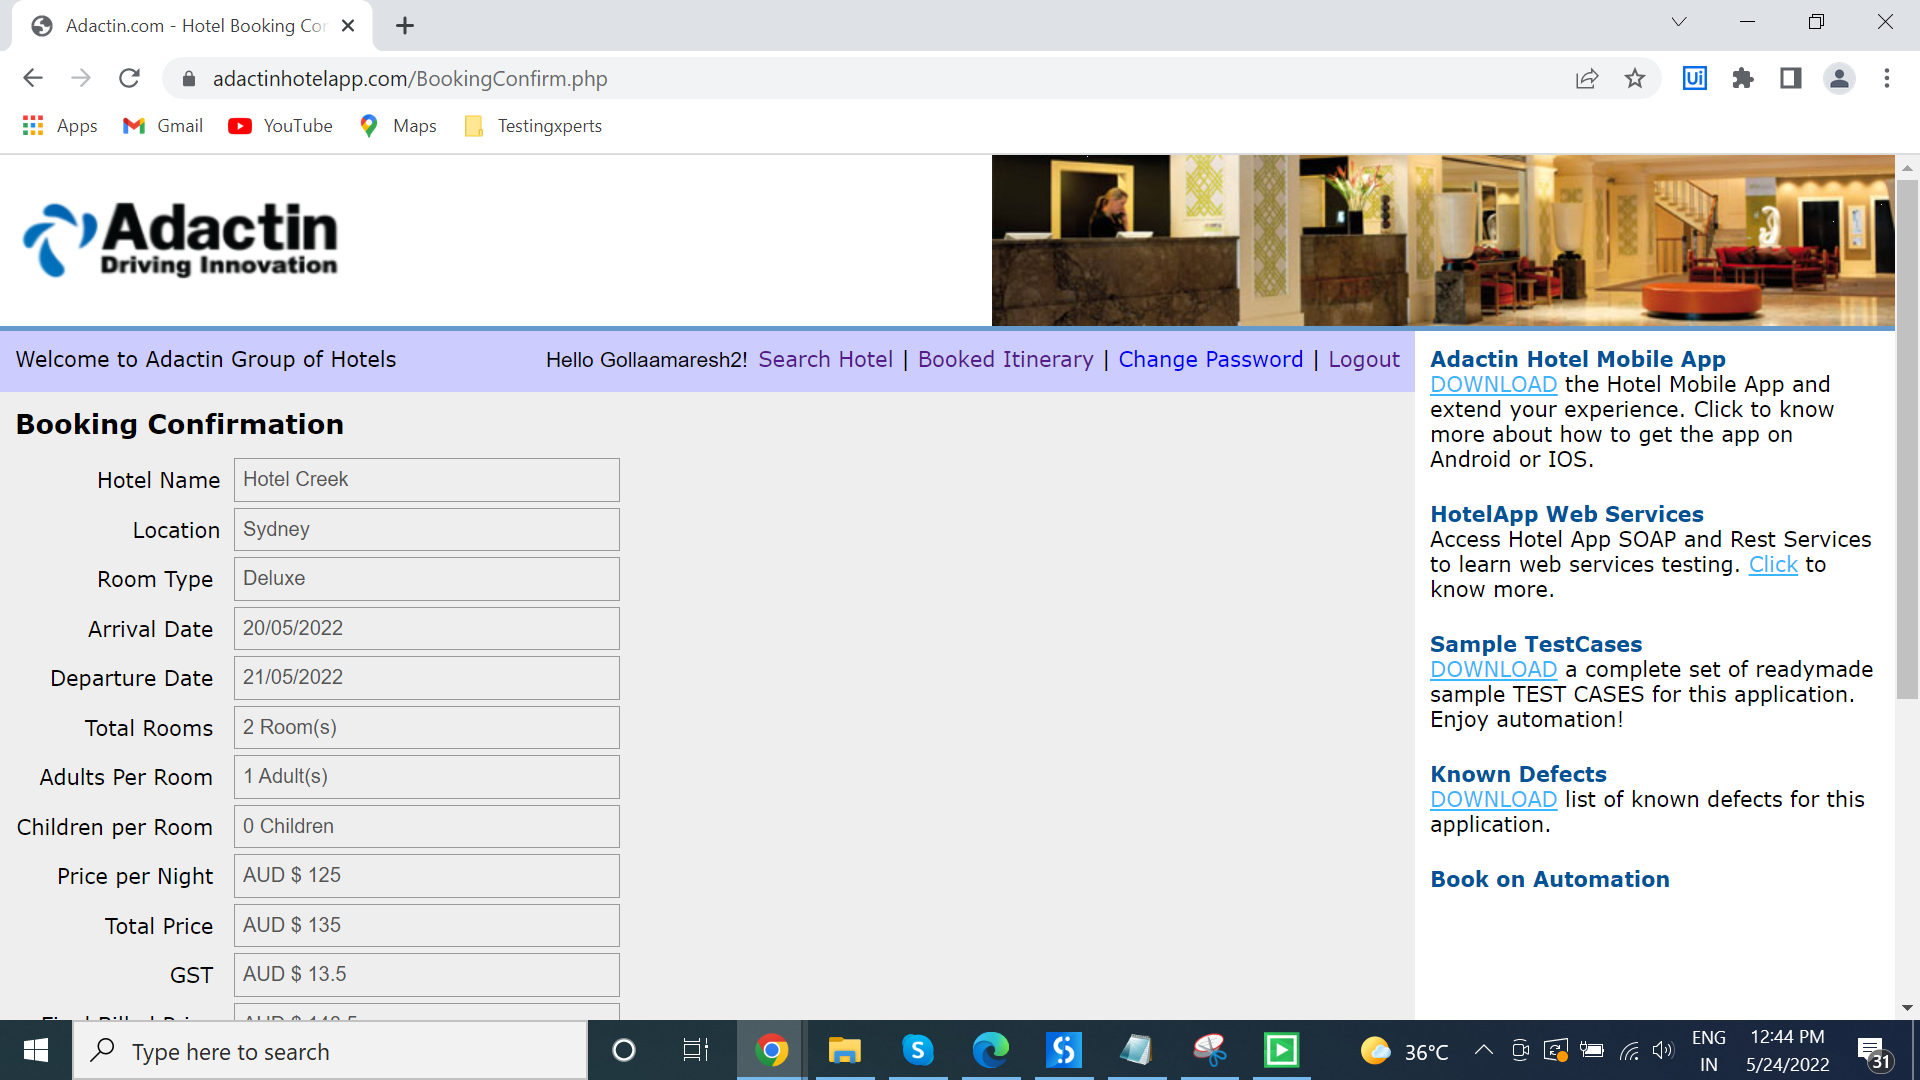 Adactin.com - Hotel Booking Co
adactinhotelapp.com/BookingConfirm.php
Ui
Apps
Gmail
YouTube
Maps
Testingxperts
Adactin
Driving Innovation
Welcome to Adactin Group of Hotels
Hello Gollaamaresh2! Search Hotel | Booked Itinerary | Change Password | Logout
Booking Confirmation
Hotel Name Hotel Creek
Location Sydney
Room Type Deluxe
Arrival Date 20/05/2022
Departure Date 21/05/2022
Total Rooms 2 Room(s)
Adults Per Room 1 Adult(s)
Children per Room 0 Children
Price per Night AUD $ 125
Total Price AUD $ 135
GST AUD $ 13.5
Adactin Hotel Mobile App
DOWNLOAD the Hotel Mobile App and
extend your experience. Click to know
more about how to get the app on
Android or IOS.
HotelApp Web Services
Access Hotel App SOAP and Rest Services
to learn web services testing. Click to
know more.
Sample TestCases
DOWNLOAD a complete set of readymade
sample TEST CASES for this application.
Enjoy automation!
Known Defects
DOWNLOAD list of known defects for this
application.
Book on Automation
Type here to search
36°C
ENG
IN
12:44 PM
5/24/2022
31